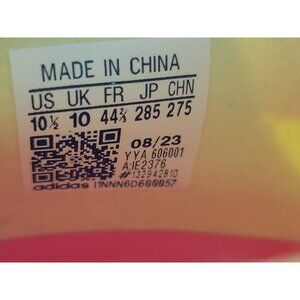 MADE IN CHINA
US UK FR JP CHN
10½ 10 44⅔ 285 275
08/23
YYA 606001
A:IE2376
#132942810
adidas I1NNN6D600057